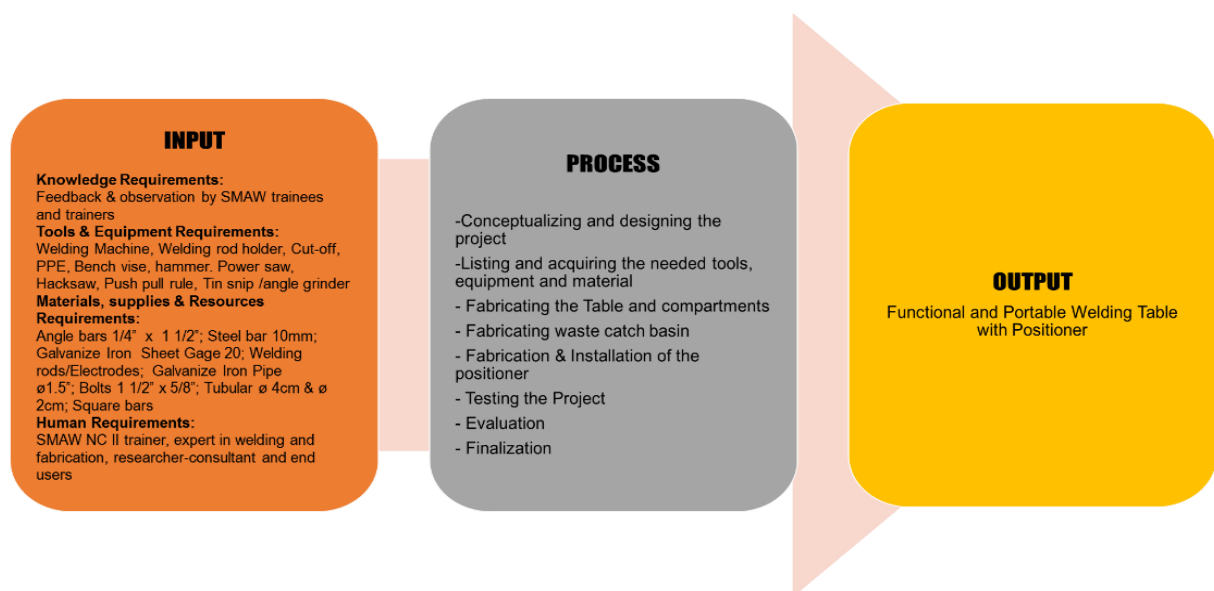 INPUT
Knowledge Requirements:
Feedback & observation by SMAW trainees
and trainers
Tools & Equipment Requirements:
Welding Machine, Welding rod holder, Cut-off,
PPE, Bench vise, hammer. Power saw,
Hacksaw, Push pull rule, Tin snip /angle grinder
Materials, supplies & Resources
Requirements:
Angle bars 1/4” x 1 1/2”; Steel bar 10mm;
Galvanize Iron Sheet Gage 20; Welding
rods/Electrodes; Galvanize Iron Pipe
ø1.5”; Bolts 1 1/2” x 5/8”; Tubular ø 4cm & ø
2cm; Square bars
Human Requirements:
SMAW NC II trainer, expert in welding and
fabrication, researcher-consultant and end
users
PROCESS
-Conceptualizing and designing the
project
-Listing and acquiring the needed tools,
equipment and material
- Fabricating the Table and compartments
- Fabricating waste catch basin
- Fabrication & Installation of the
positioner
- Testing the Project
- Evaluation
- Finalization
OUTPUT
Functional and Portable Welding Table
with Positioner